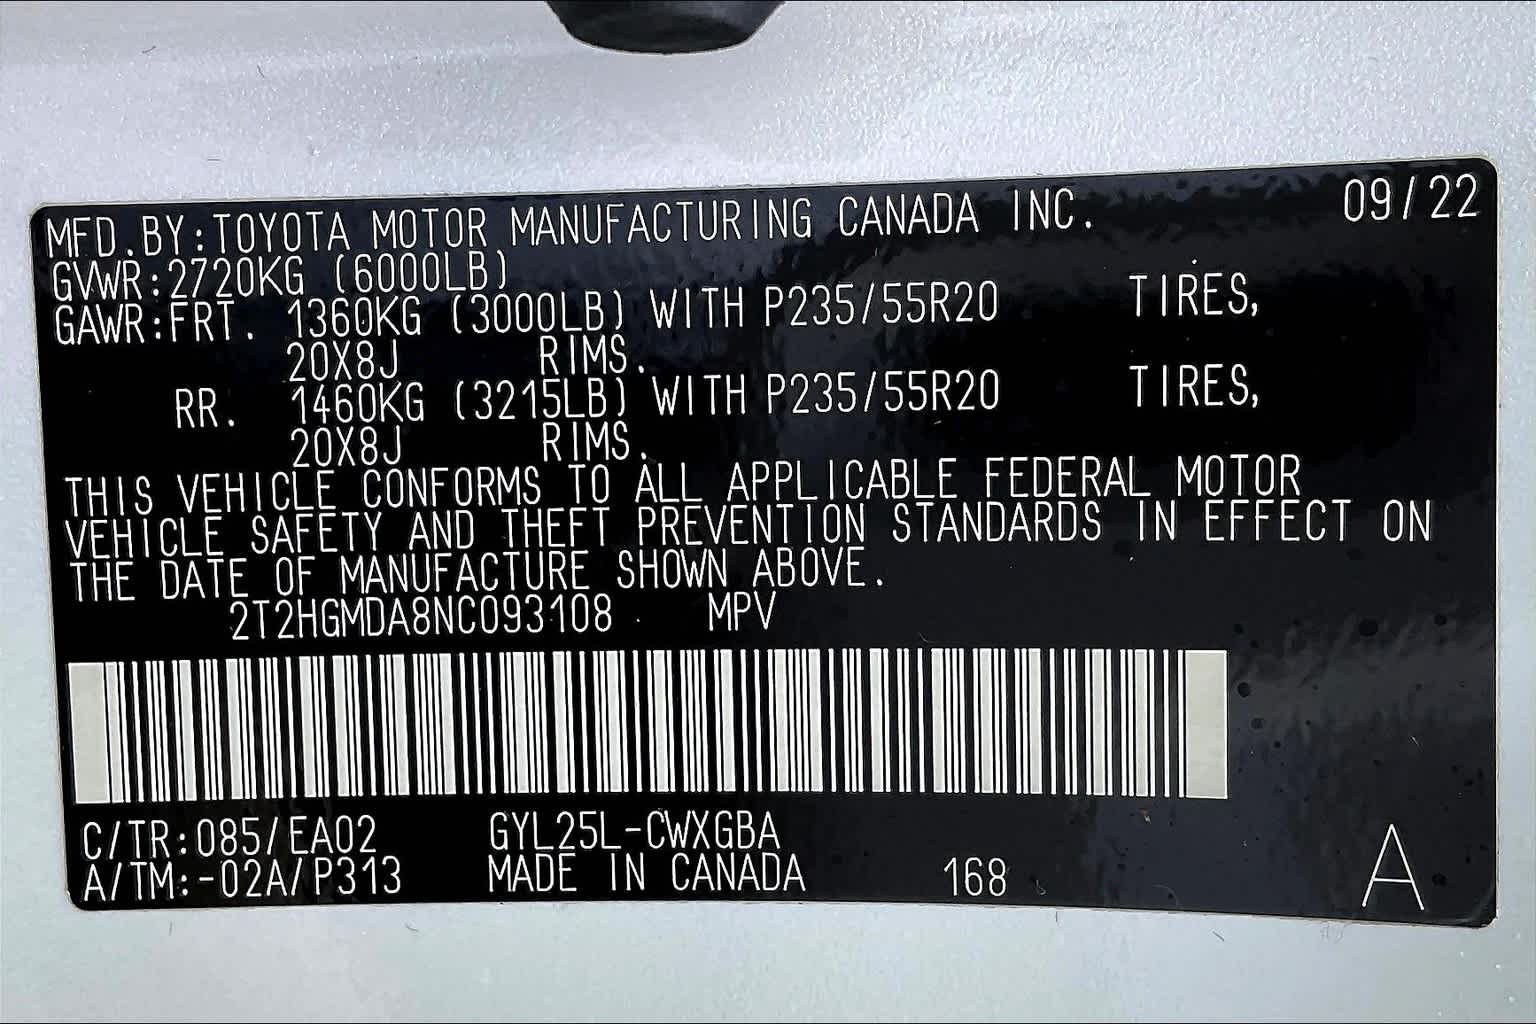 MFD.BY:TOYOTA MOTOR MANUFACTURING CANADA INC. 09/22
GVWR:2720KG (6000LB)
GAWR:FRT. 1360KG (3000LB) WITH P235/55R20 TIRES,
20X8J RIMS.
RR. 1460KG (3215LB) WITH P235/55R20 TIRES,
20X8J RIMS.
THIS VEHICLE CONFORMS TO ALL APPLICABLE FEDERAL MOTOR
VEHICLE SAFETY AND THEFT PREVENTION STANDARDS IN EFFECT ON
THE DATE OF MANUFACTURE SHOWN ABOVE.
2T2HGMDA8NC093108 MPV
C/TR:085/EA02 GYL25L-CWXGBA
A/TM:-02A/P313 MADE IN CANADA 168 A